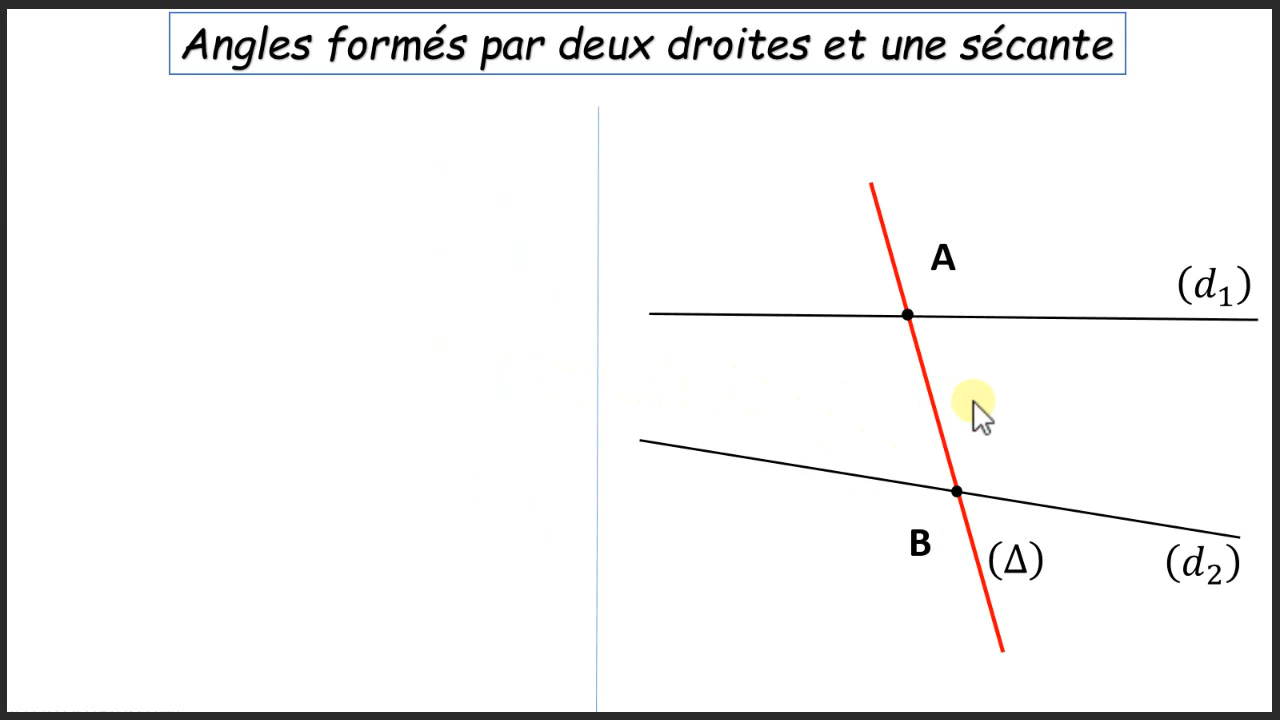 Angles formés par deux droites et une sécante
A
(d₁)
B
(Δ)
(d₂)